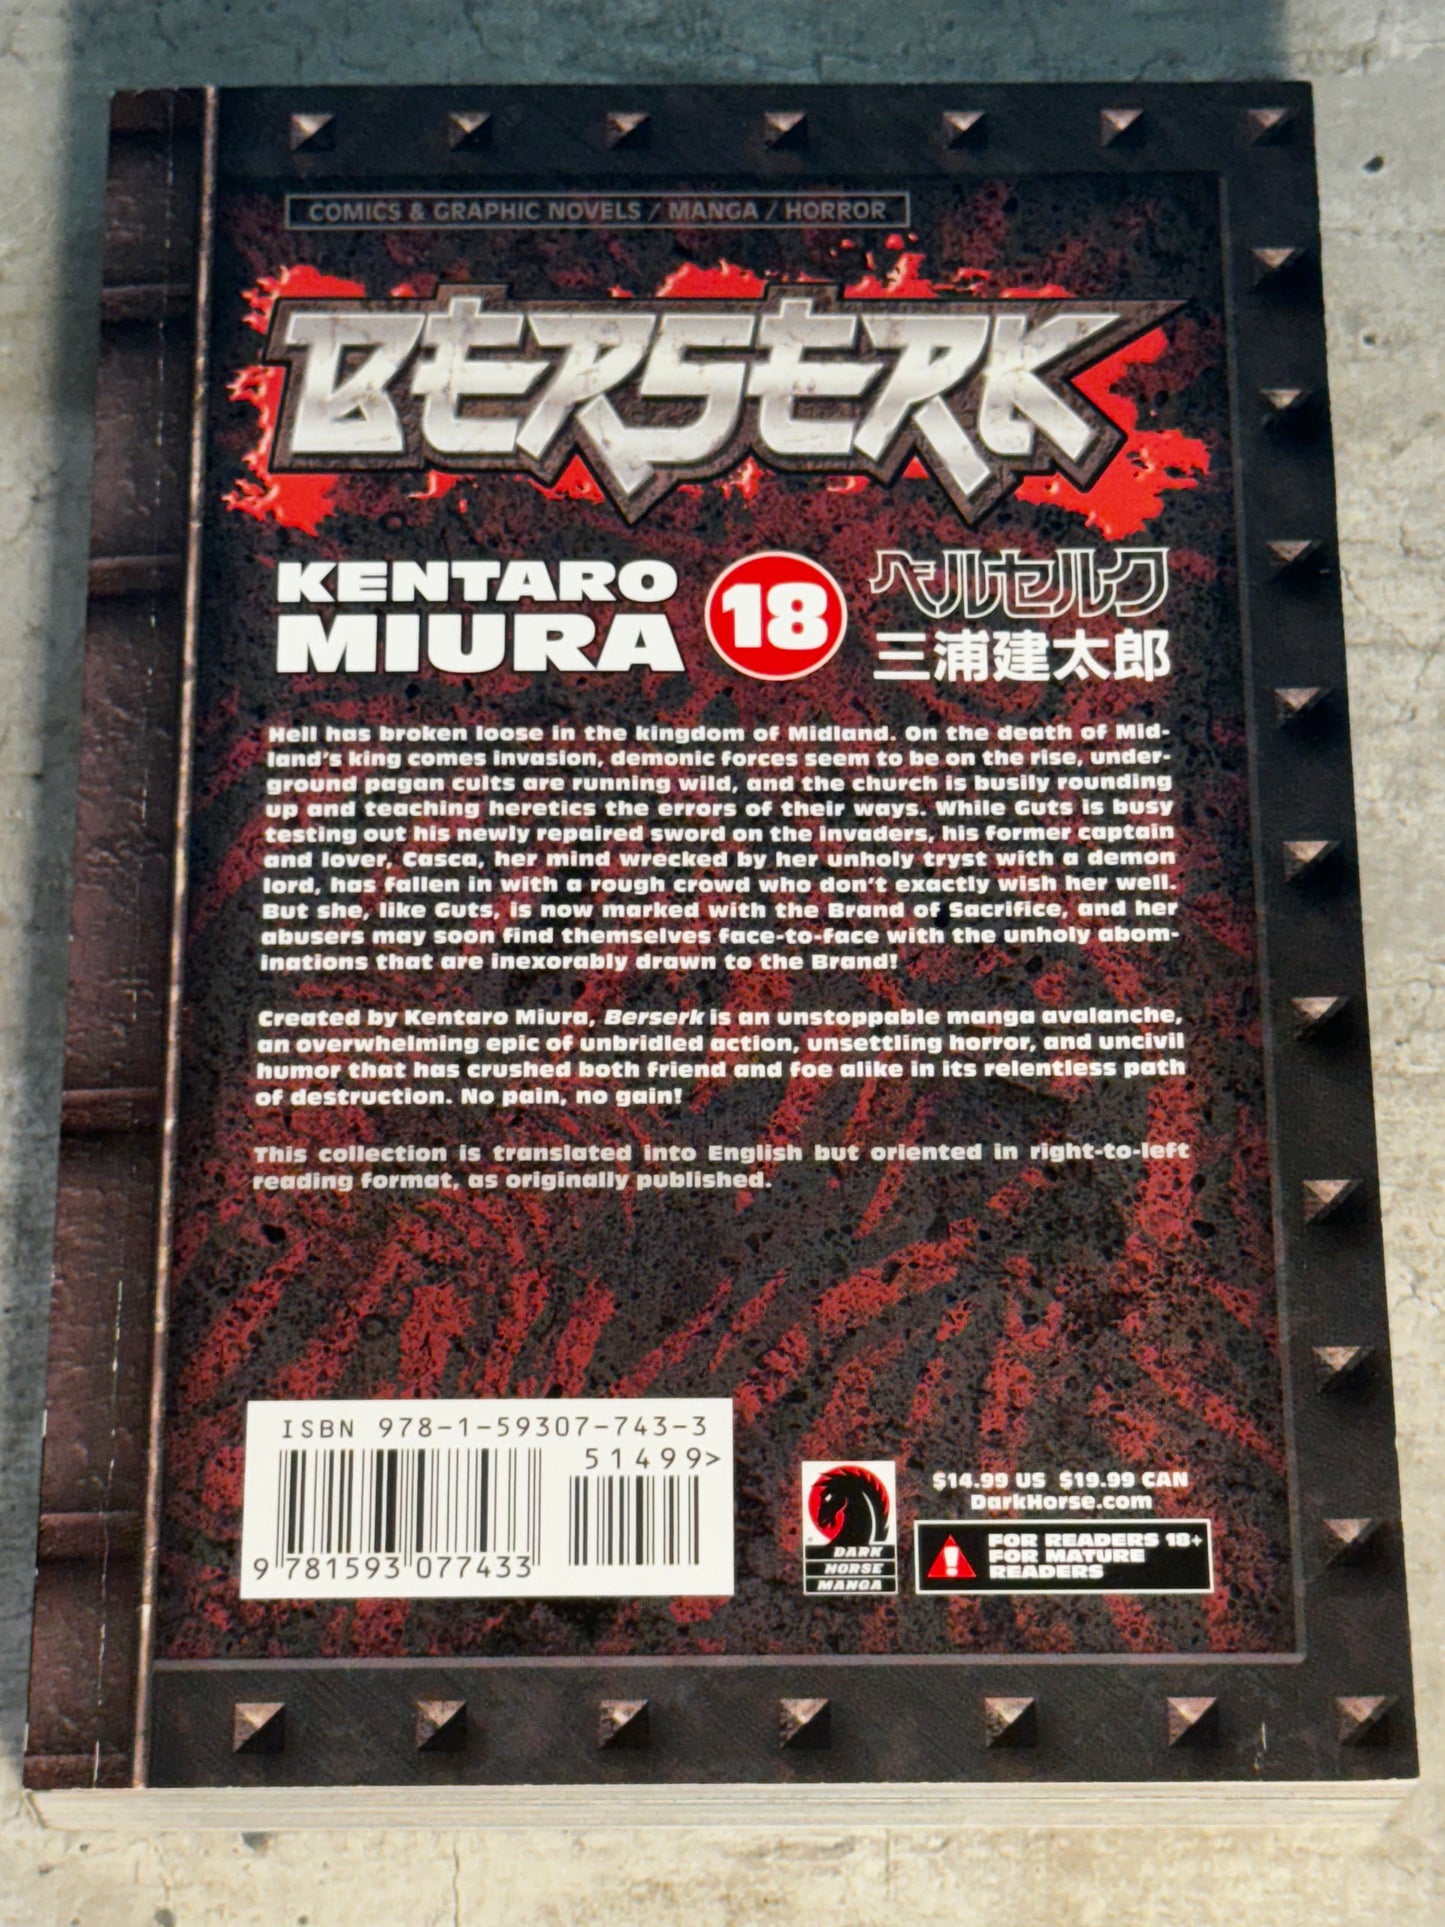 COMICS & GRAPHIC NOVELS / MANGA / HORROR
BERSERK
KENTARO
MIURA
18
ベルセルク
三浦建太郎
Hell has broken loose in the kingdom of Midland. On the death of Mid-
land's king comes invasion, demonic forces seem to be on the rise, under-
ground pagan cults are running wild, and the church is busily rounding
up and teaching heretics the errors of their ways. While Guts is busy
testing out his newly repaired sword on the invaders, his former captain
and lover, Casca, her mind wrecked by her unholy tryst with a demon
lord, has fallen in with a rough crowd who don't exactly wish her well.
But she, like Guts, is now marked with the Brand of Sacrifice, and her
abusers may soon find themselves face-to-face with the unholy abom-
inations that are inexorably drawn to the Brand!
Created by Kentaro Miura, Berserk is an unstoppable manga avalanche,
an overwhelming epic of unbridled action, unsettling horror, and uncivil
humor that has crushed both friend and foe alike in its relentless path
of destruction. No pain, no gain!
This collection is translated into English but oriented in right-to-left
reading format, as originally published.
ISBN 978-1-59307-743-3
51499>
9 781593 077433
DARK
HORSE
MANGA
$14.99 US $19.99 CAN
DarkHorse.com
! FOR READERS 18+
FOR MATURE
READERS